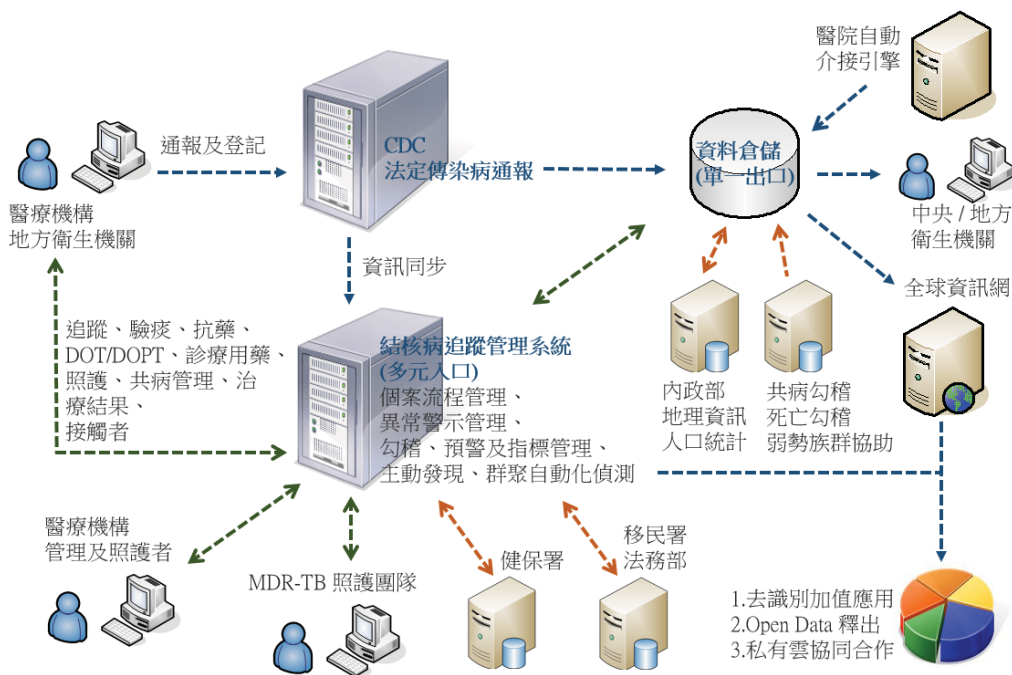 醫院自動
介接引擎
通報及登記
CDC
法定傳染病通報
資料倉儲
(單一出口)
醫療機構
地方衛生機關
中央 / 地方
衛生機關
資訊同步
全球資訊網
追蹤、驗痰、抗藥、
DOT/DOPT、診療用藥、
照護、共病管理、治
療結果、
接觸者
結核病追蹤管理系統
(多元入口)
個案流程管理、
異常警示管理、
勾稽、預警及指標管理、
主動發現、群聚自動化偵測
內政部
地理資訊
人口統計
共病勾稽
死亡勾稽
弱勢族群協助
醫療機構
管理及照護者
MDR-TB 照護團隊
健保署
移民署
法務部
1.去識別加值應用
2.Open Data 釋出
3.私有雲協同合作